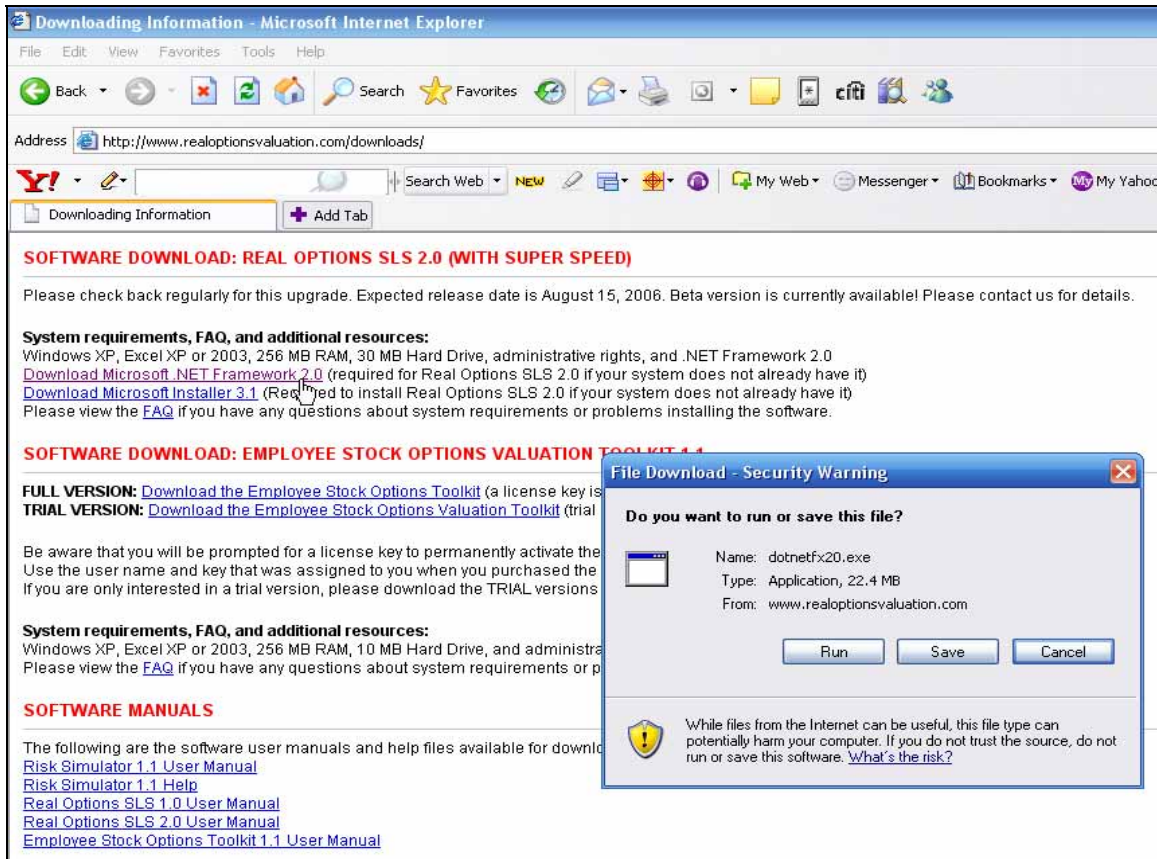 Downloading Information - Microsoft Internet Explorer
File Edit View Favorites Tools Help
Back Search Favorites citi
Address http://www.realoptionsvaluation.com/downloads/
Y! Search Web NEW My Web Messenger Bookmarks My My Yahoo
Downloading Information Add Tab
SOFTWARE DOWNLOAD: REAL OPTIONS SLS 2.0 (WITH SUPER SPEED)
Please check back regularly for this upgrade. Expected release date is August 15, 2006. Beta version is currently available! Please contact us for details.
System requirements, FAQ, and additional resources:
Windows XP, Excel XP or 2003, 256 MB RAM, 30 MB Hard Drive, administrative rights, and .NET Framework 2.0
Download Microsoft .NET Framework 2.0 (required for Real Options SLS 2.0 if your system does not already have it)
Download Microsoft Installer 3.1 (Required to install Real Options SLS 2.0 if your system does not already have it)
Please view the FAQ if you have any questions about system requirements or problems installing the software.
SOFTWARE DOWNLOAD: EMPLOYEE STOCK OPTIONS VALUATION TOOLKIT 1.1
FULL VERSION: Download the Employee Stock Options Toolkit (a license key is
TRIAL VERSION: Download the Employee Stock Options Valuation Toolkit (trial
Be aware that you will be prompted for a license key to permanently activate the
Use the user name and key that was assigned to you when you purchased the
If you are only interested in a trial version, please download the TRIAL versions
System requirements, FAQ, and additional resources:
Windows XP, Excel XP or 2003, 256 MB RAM, 10 MB Hard Drive, and administra
Please view the FAQ if you have any questions about system requirements or p
SOFTWARE MANUALS
The following are the software user manuals and help files available for downlo
Risk Simulator 1.1 User Manual
Risk Simulator 1.1 Help
Real Options SLS 1.0 User Manual
Real Options SLS 2.0 User Manual
Employee Stock Options Toolkit 1.1 User Manual
File Download - Security Warning
Do you want to run or save this file?
Name: dotnetfx20.exe
Type: Application, 22.4 MB
From: www.realoptionsvaluation.com
Run Save Cancel
While files from the Internet can be useful, this file type can
potentially harm your computer. If you do not trust the source, do not
run or save this software. What's the risk?